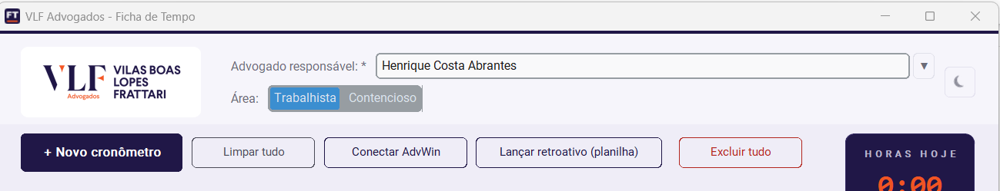 FT VLF Advogados - Ficha de Tempo
VLF
Advogados
VILAS BOAS
LOPES
FRATTARI
Advogado responsável: * Henrique Costa Abrantes
Área: Trabalhista Contencioso
+ Novo cronômetro Limpar tudo Conectar AdvWin Lançar retroativo (planilha) Excluir tudo
HORAS HOJE
0:00